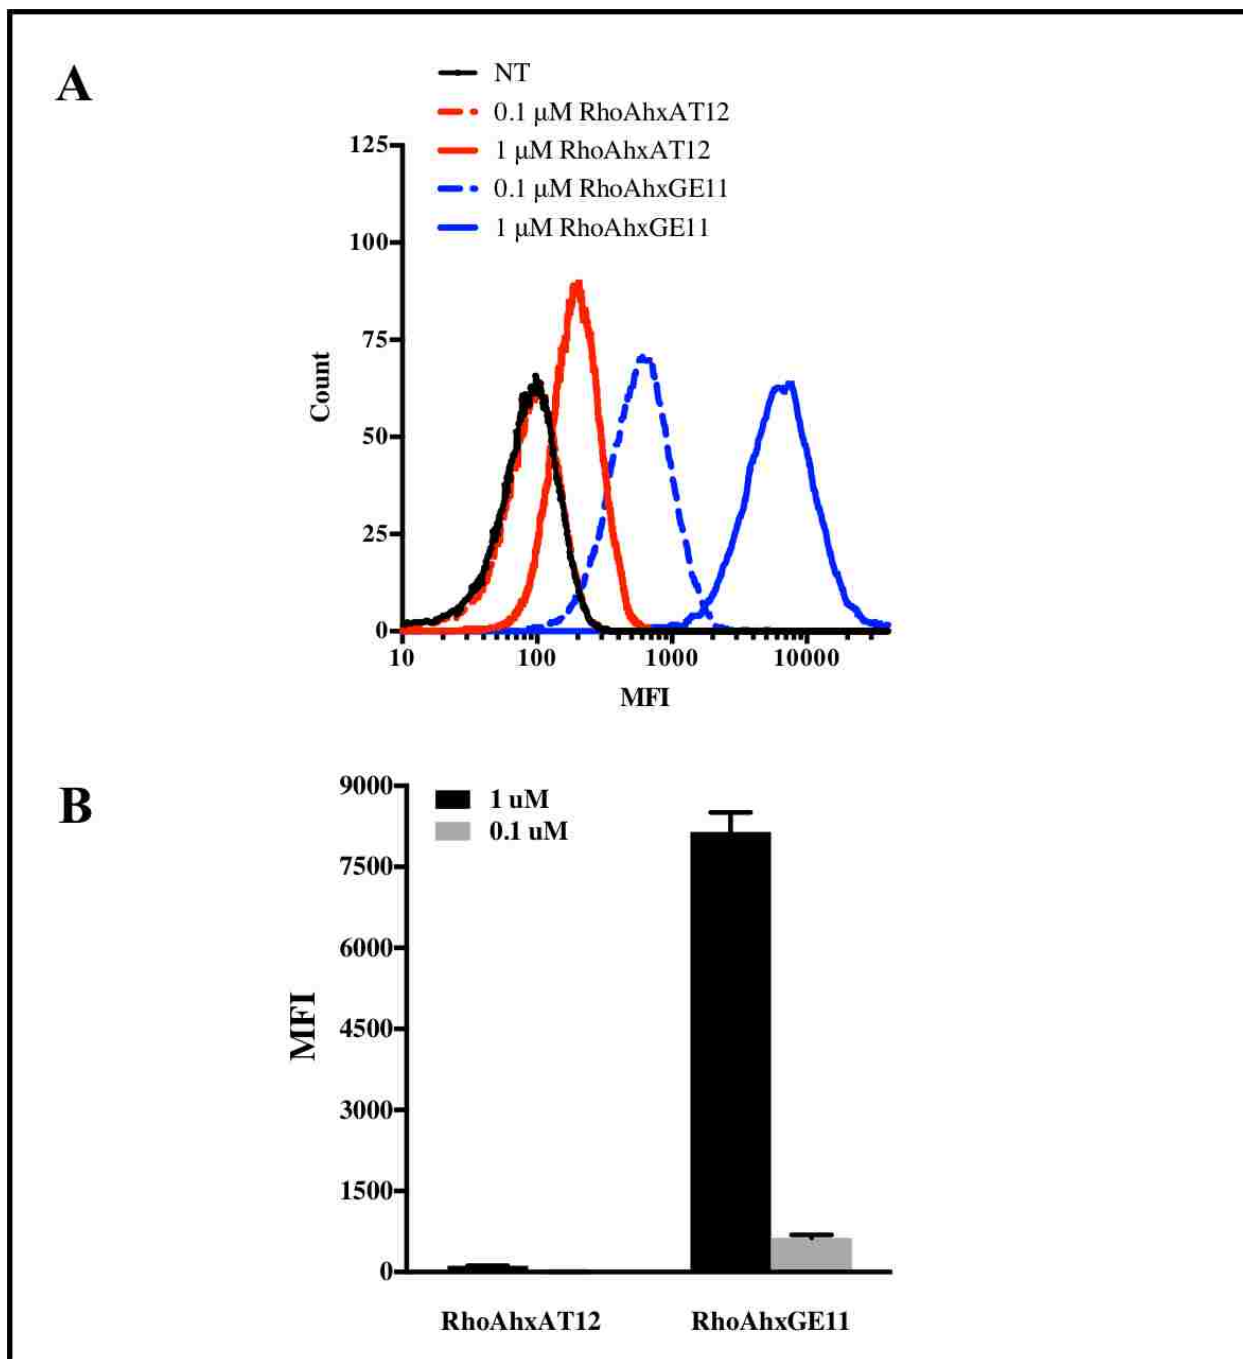 A
NT
0.1 µM RhoAhxAT12
1 µM RhoAhxAT12
0.1 µM RhoAhxGE11
1 µM RhoAhxGE11
125
100
75
50
25
0
Count
10 100 1000 10000
MFI
B
1 uM
0.1 uM
9000
7500
6000
4500
3000
1500
0
MFI
RhoAhxAT12 RhoAhxGE11